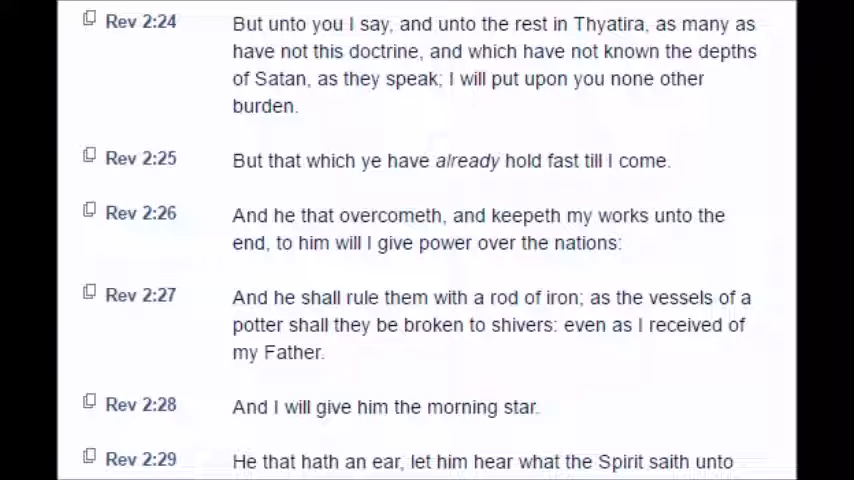 Rev 2:24 But unto you I say, and unto the rest in Thyatira, as many as
have not this doctrine, and which have not known the depths
of Satan, as they speak; I will put upon you none other
burden.
Rev 2:25 But that which ye have already hold fast till I come.
Rev 2:26 And he that overcometh, and keepeth my works unto the
end, to him will I give power over the nations:
Rev 2:27 And he shall rule them with a rod of iron; as the vessels of a
potter shall they be broken to shivers: even as I received of
my Father.
Rev 2:28 And I will give him the morning star.
Rev 2:29 He that hath an ear, let him hear what the Spirit saith unto